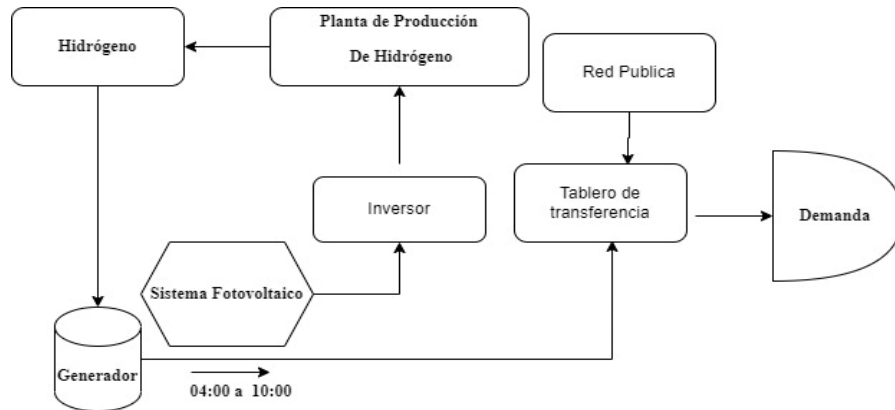 Hidrógeno
Planta de Producción
De Hidrógeno
Red Publica
Inversor
Tablero de
transferencia
Demanda
Sistema Fotovoltaico
Generador
04:00 a 10:00